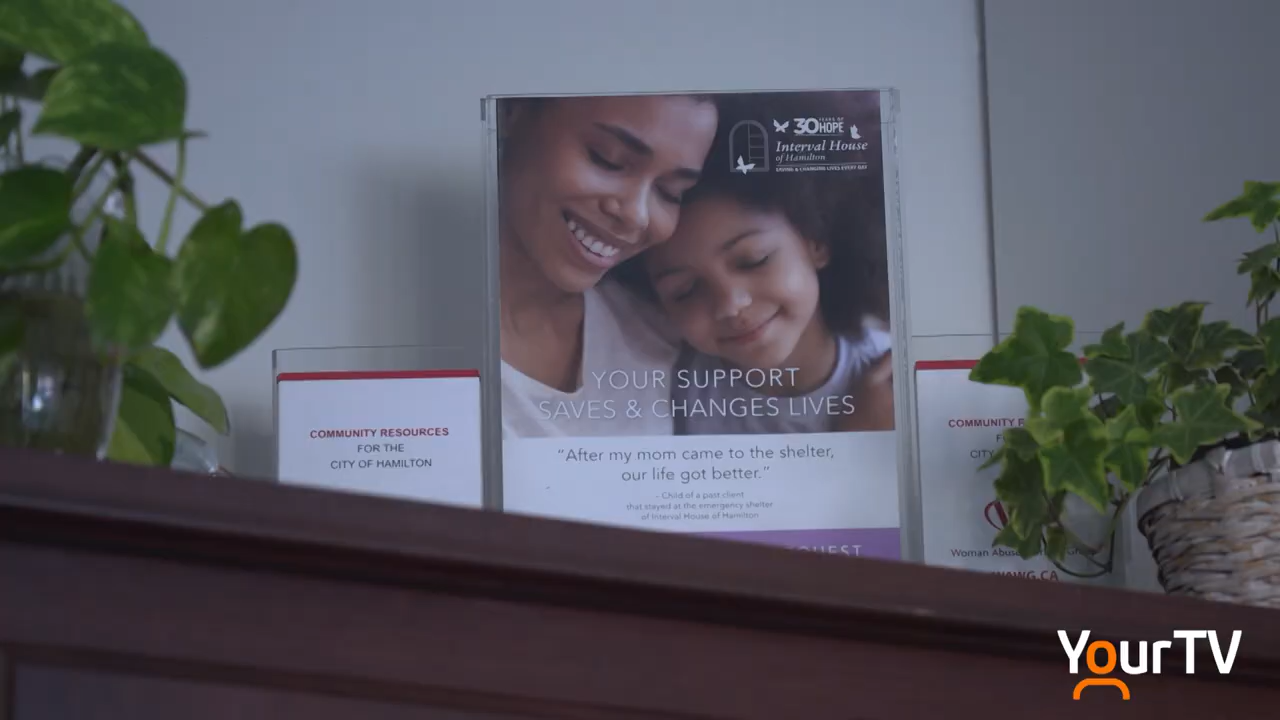 30 YEARS OF HOPE
Interval House
of Hamilton
SAVING & CHANGING LIVES EVERY DAY
YOUR SUPPORT
SAVES & CHANGES LIVES
"After my mom came to the shelter,
our life got better."
- Child of a past client
that stayed at the emergency shelter
of Interval House of Hamilton
COMMUNITY RESOURCES
FOR THE
CITY OF HAMILTON
COMMUNITY
Woman Abuse
YourTV